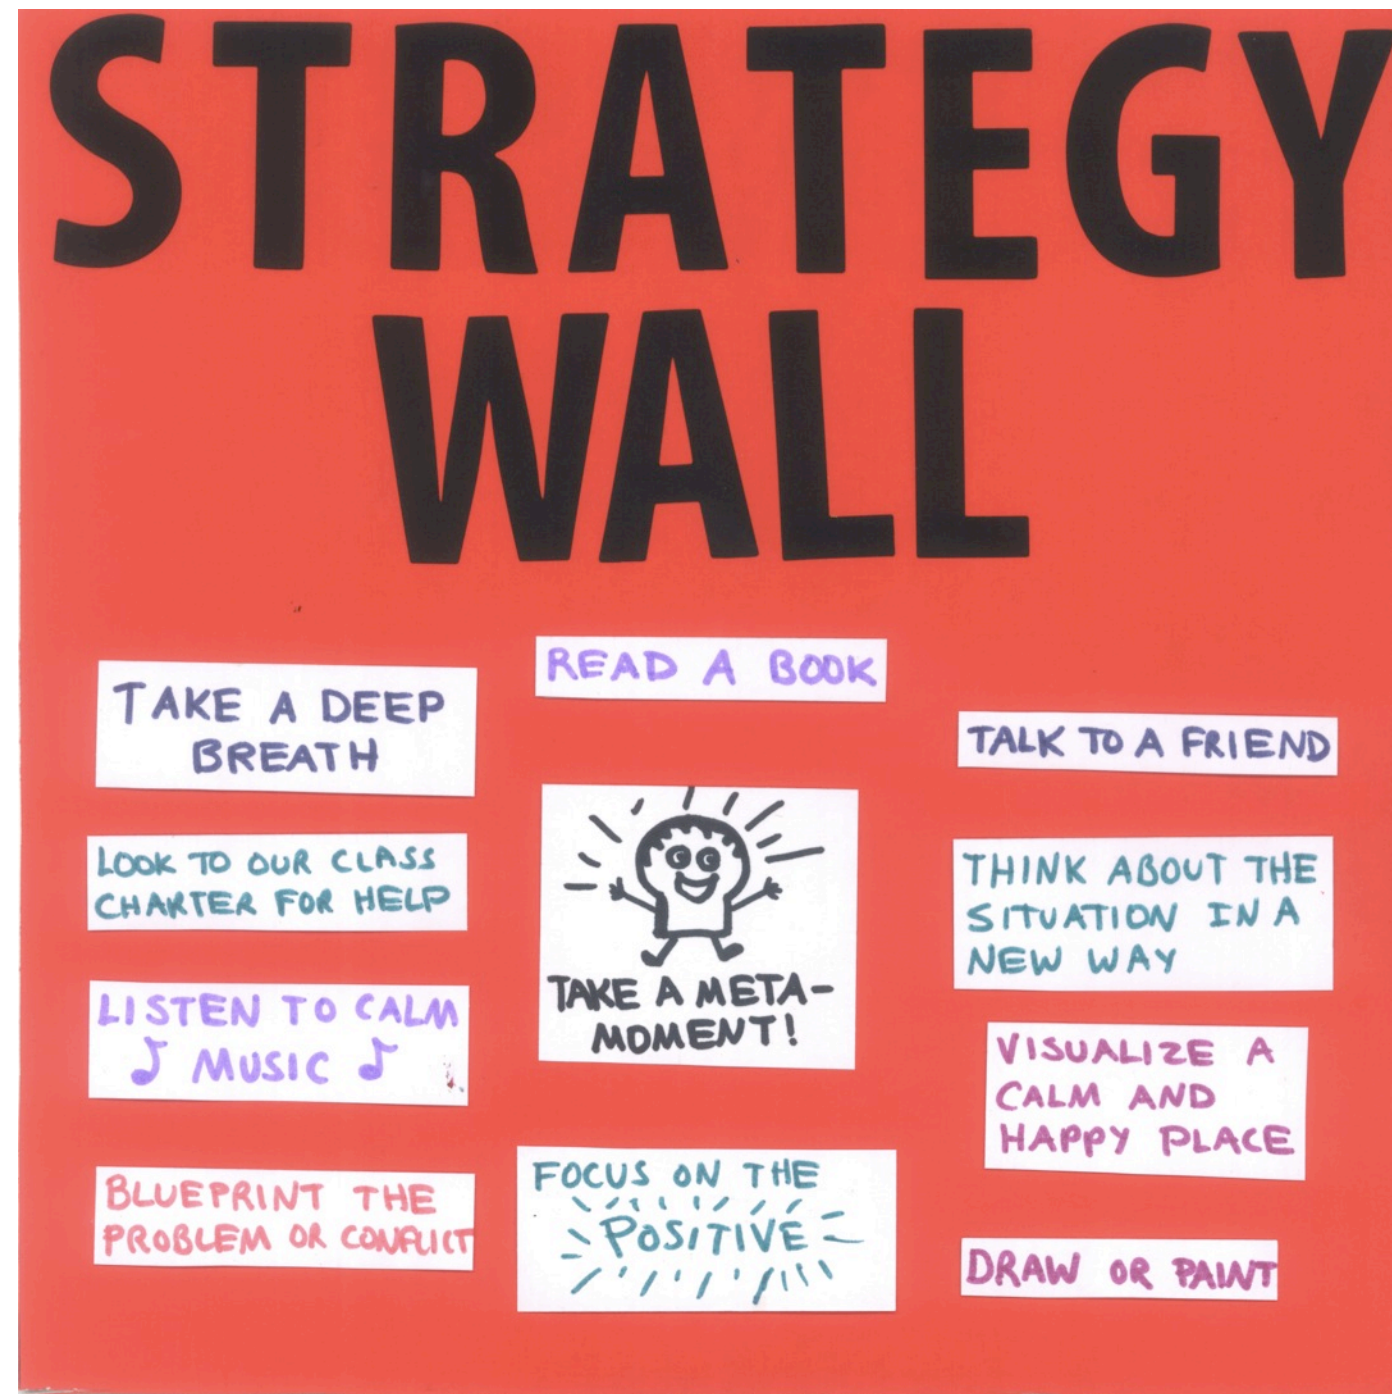 STRATEGY
WALL
TAKE A DEEP
BREATH
LOOK TO OUR CLASS
CHARTER FOR HELP
LISTEN TO CALM
MUSIC
BLUEPRINT THE
PROBLEM OR CONFLICT
READ A BOOK
TAKE A META-
MOMENT!
FOCUS ON THE
POSITIVE
TALK TO A FRIEND
THINK ABOUT THE
SITUATION IN A
NEW WAY
VISUALIZE A
CALM AND
HAPPY PLACE
DRAW OR PAINT